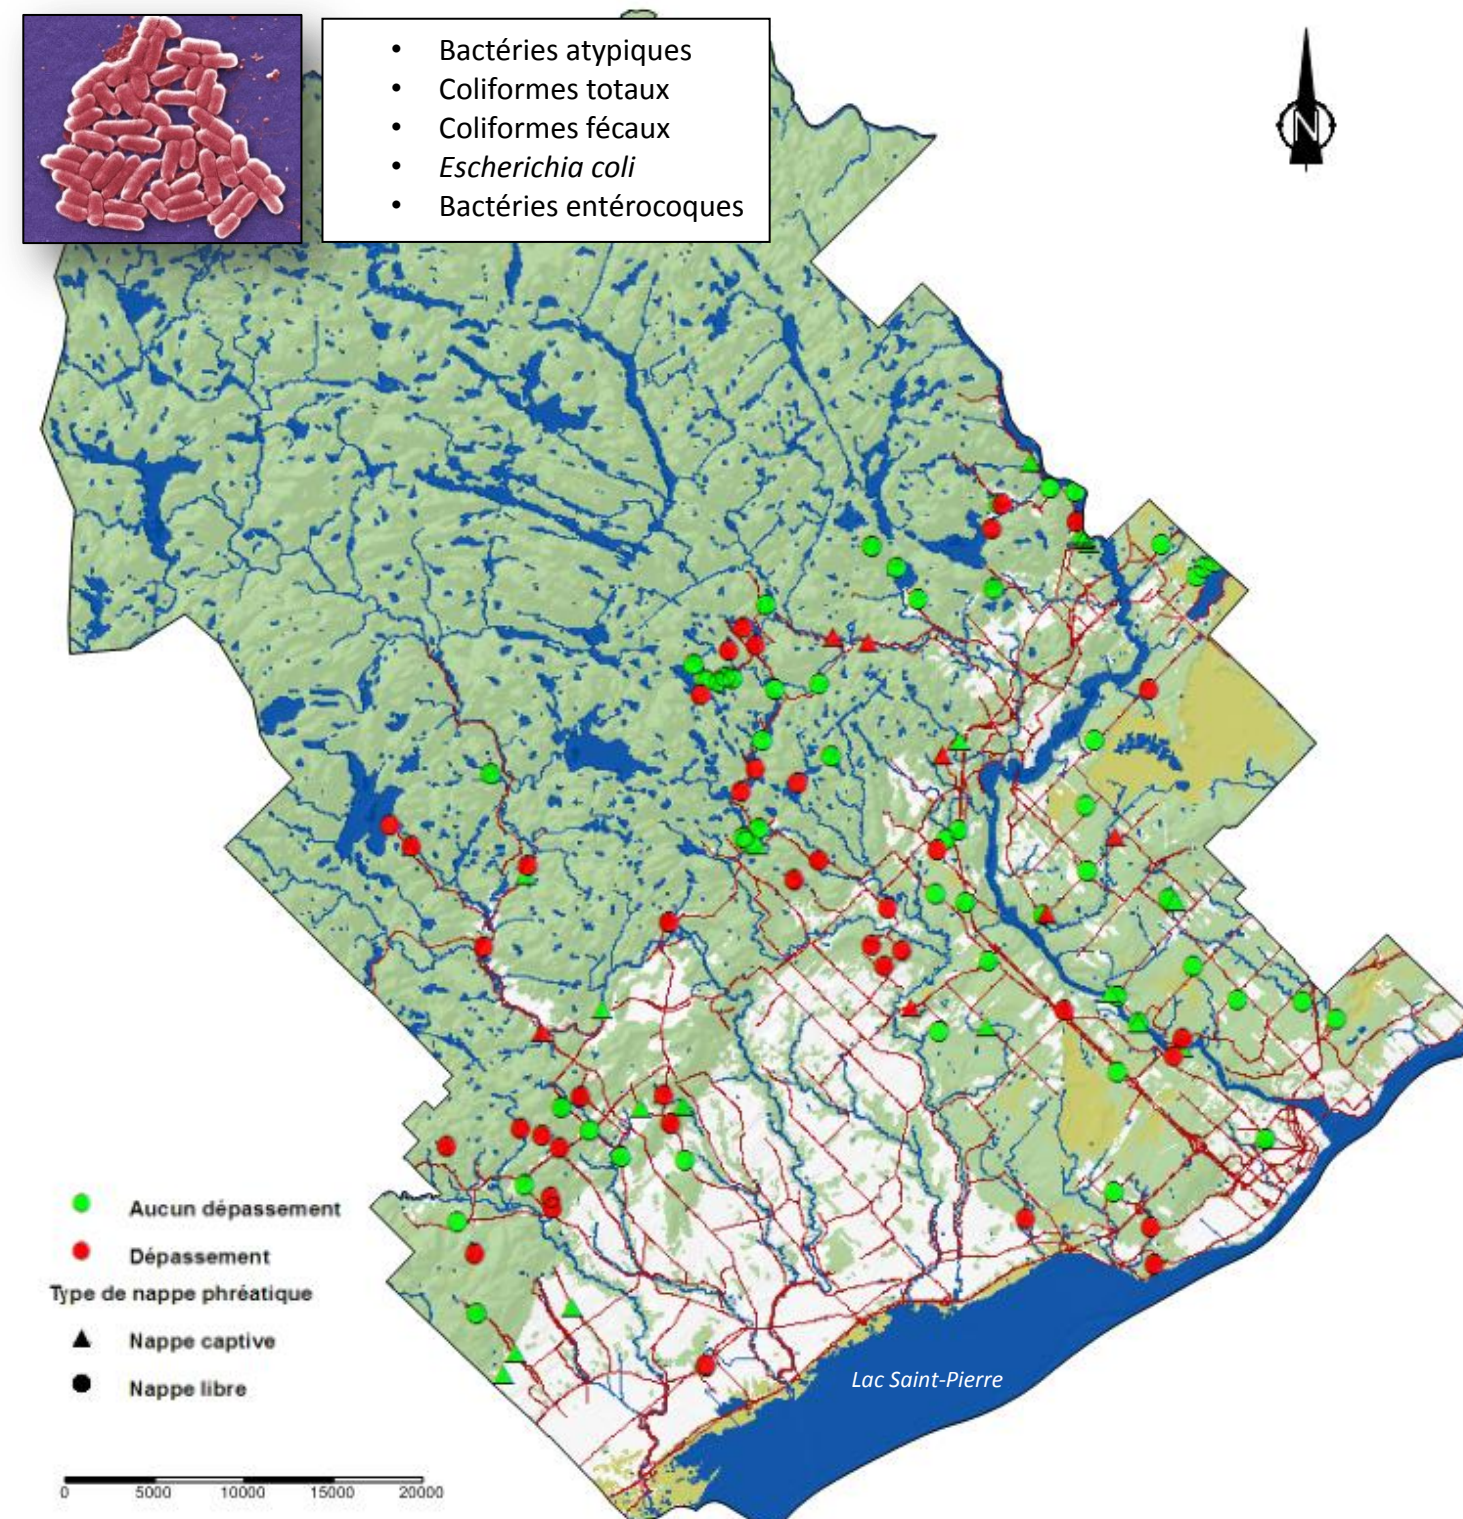 • Bactéries atypiques
• Coliformes totaux
• Coliformes fécaux
• Escherichia coli
• Bactéries entérocoques
N
Aucun dépassement
Dépassement
Type de nappe phréatique
Nappe captive
Nappe libre
Lac Saint-Pierre
0 5000 10000 15000 20000